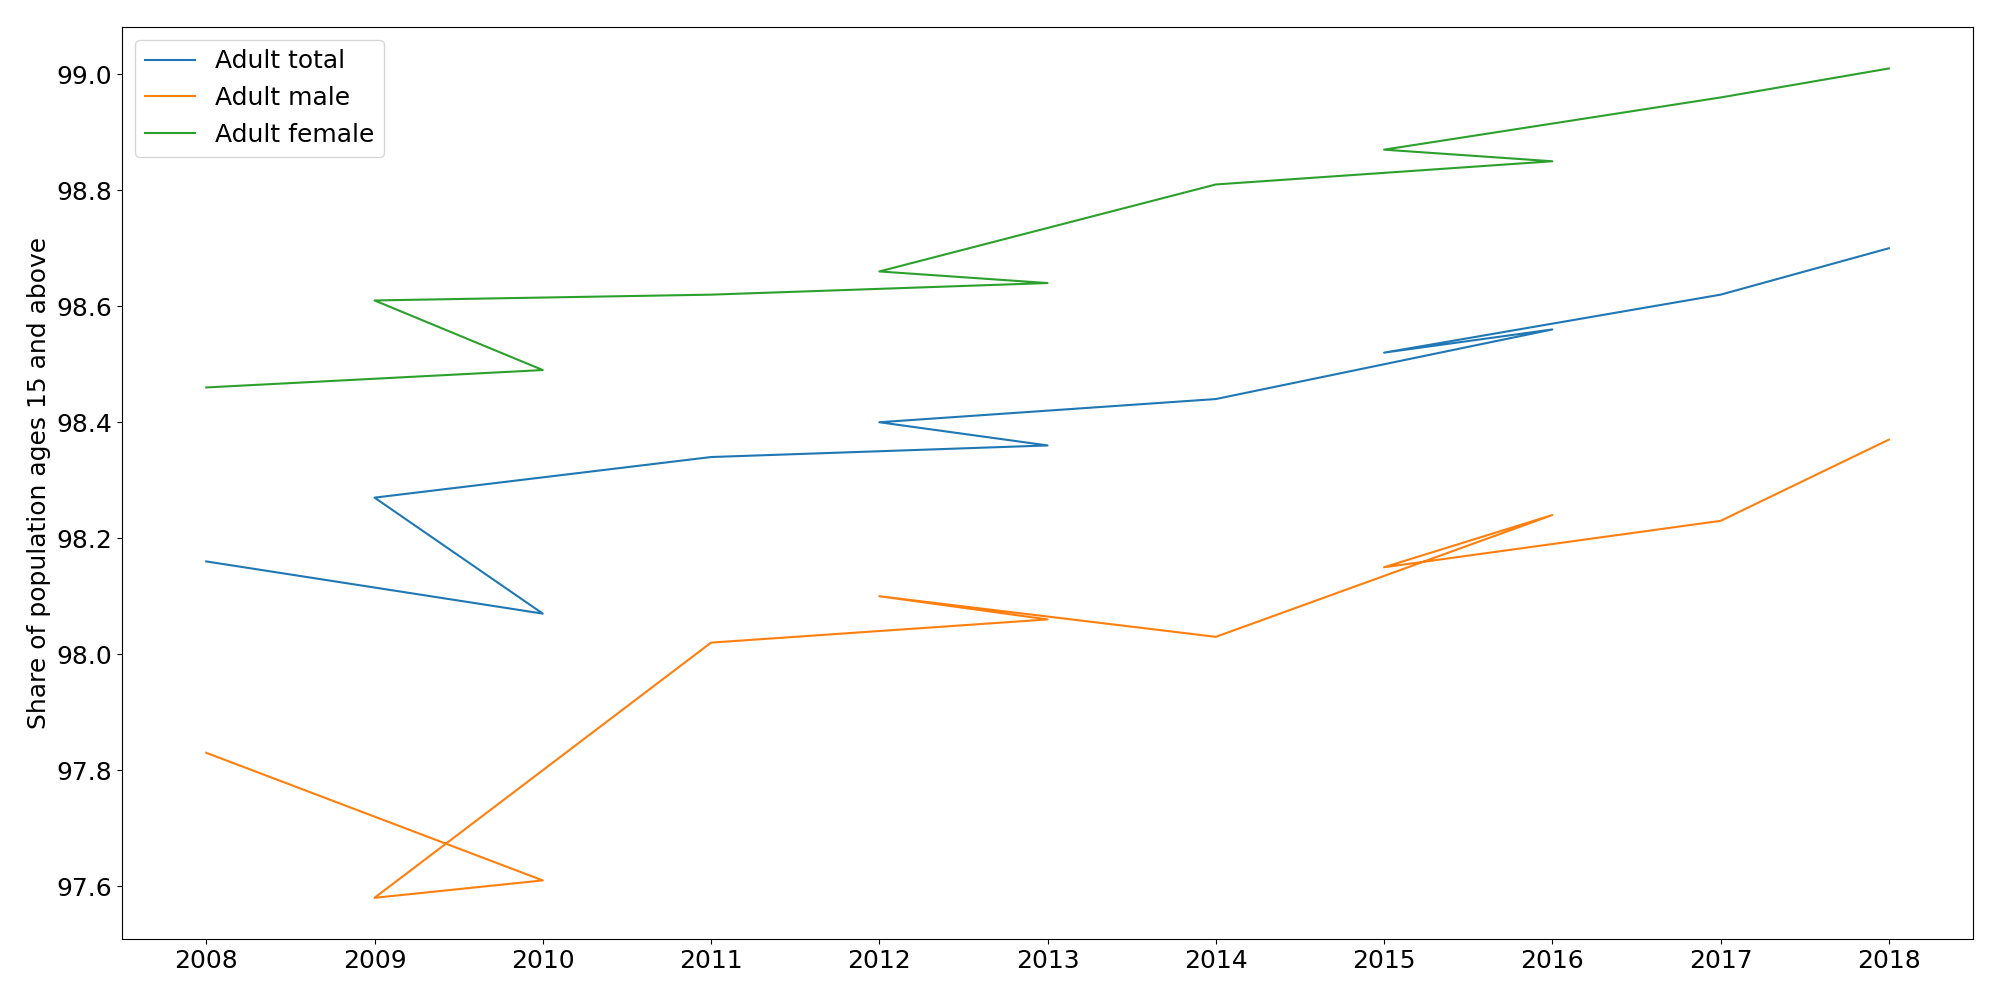 Adult total
Adult male
Adult female
99.0
98.8
98.6
98.4
98.2
98.0
97.8
97.6
Share of population ages 15 and above
2008 2009 2010 2011 2012 2013 2014 2015 2016 2017 2018